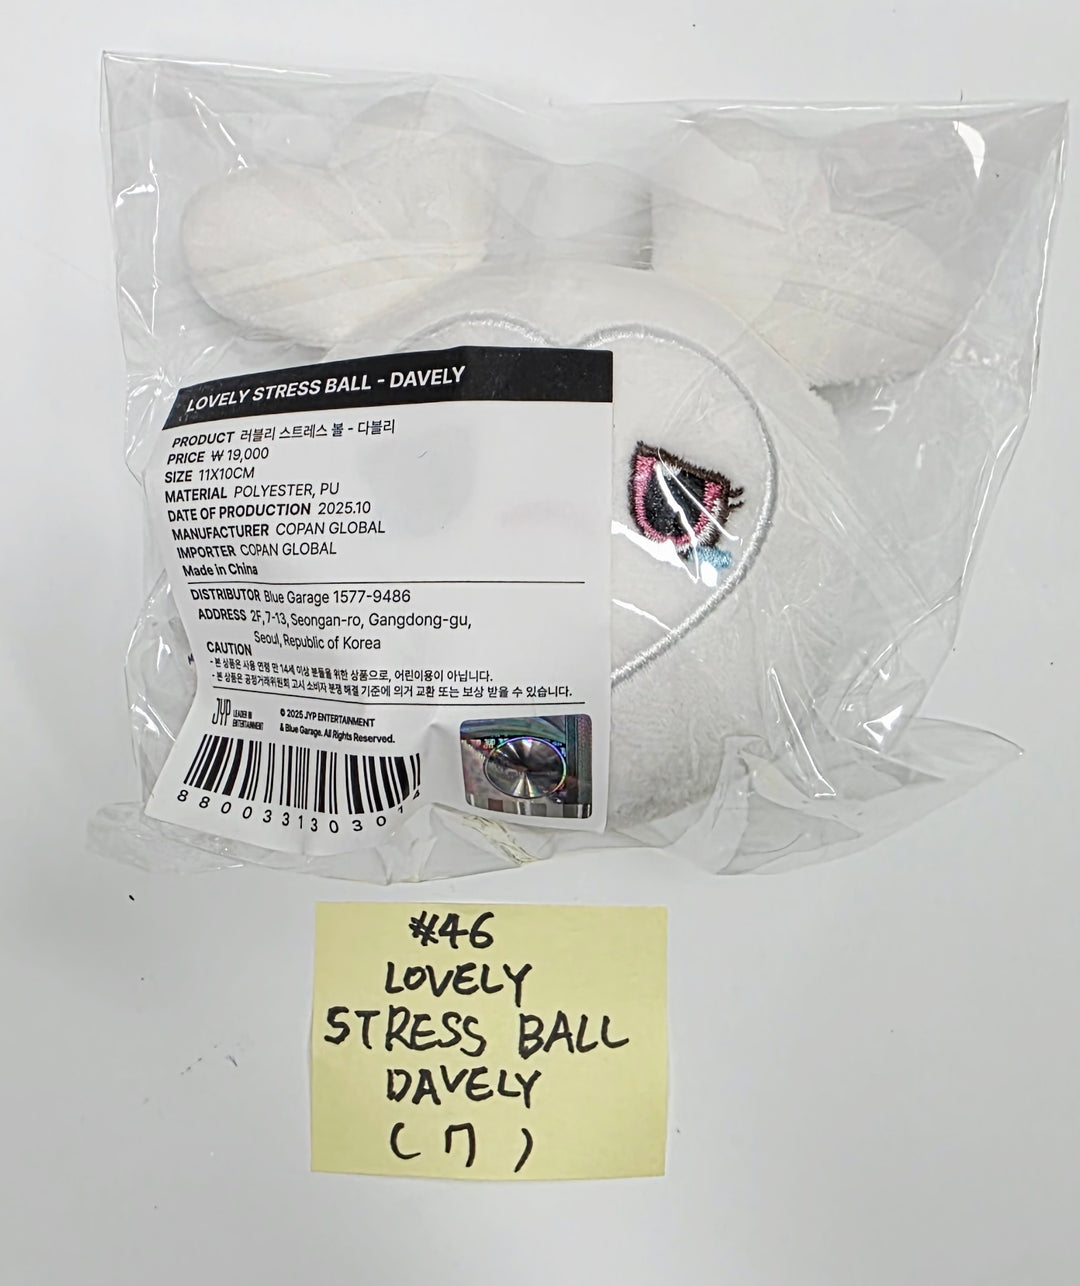 LOVELY STRESS BALL - DAVELY
PRODUCT 러블리 스트레스 볼 - 다블리
PRICE ₩ 19,000
SIZE 11X10CM
MATERIAL POLYESTER, PU
DATE OF PRODUCTION 2025.10
MANUFACTURER COPAN GLOBAL
IMPORTER COPAN GLOBAL
Made in China
DISTRIBUTOR Blue Garage 1577-9486
ADDRESS 2F,7-13, Seongan-ro, Gangdong-gu,
Seoul, Republic of Korea
CAUTION
- 본 상품은 사용 연령 만 14세 이상 분들을 위한 상품으로, 어린이용이 아닙니다.
- 본 상품은 공정거래위원회 고시 소비자 분쟁 해결 기준에 의거 교환 또는 보상 받을 수 있습니다.
JYP LEADER IN
ENTERTAINMENT
© 2025 JYP ENTERTAINMENT
& Blue Garage. All Rights Reserved.
JYP
8800331303014
#46
LOVELY
STRESS BALL
DAVELY
(7)